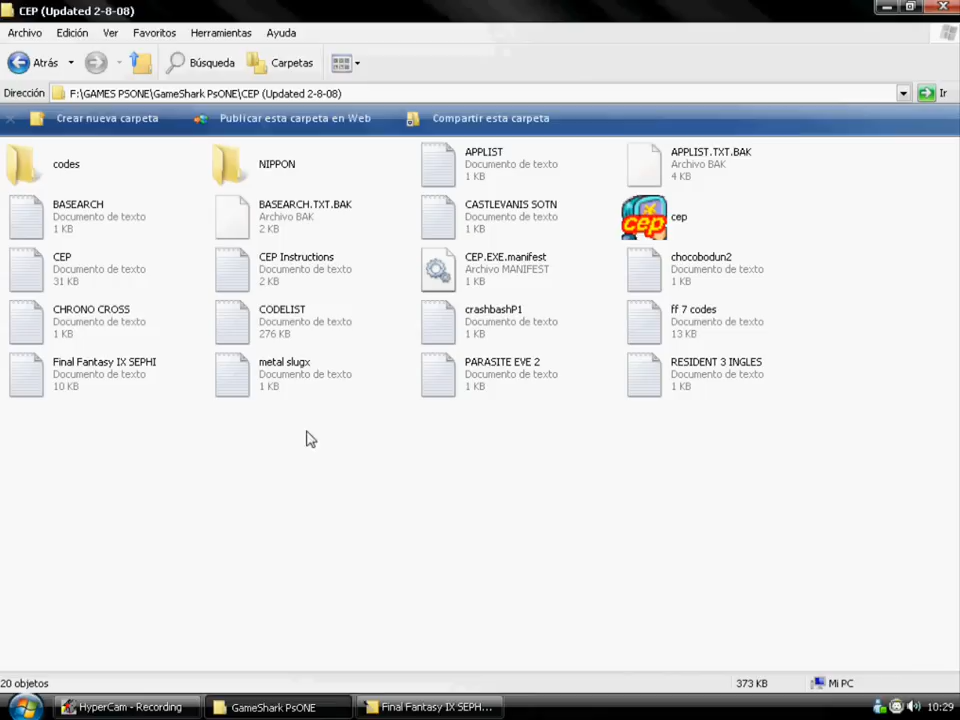 CEP (Updated 2-8-08)
Archivo Edición Ver Favoritos Herramientas Ayuda
Atrás Búsqueda Carpetas
Dirección F:\GAMES PSONE\GameShark PsONE\CEP (Updated 2-8-08) Ir
Crear nueva carpeta Publicar esta carpeta en Web Compartir esta carpeta
codes
NIPPON
APPLIST
Documento de texto
1 KB
APPLIST.TXT.BAK
Archivo BAK
4 KB
BASEARCH
Documento de texto
1 KB
BASEARCH.TXT.BAK
Archivo BAK
2 KB
CASTLEVANIS SOTN
Documento de texto
1 KB
cep
cep
CEP
Documento de texto
31 KB
CEP Instructions
Documento de texto
2 KB
CEP.EXE.manifest
Archivo MANIFEST
1 KB
chocobodun2
Documento de texto
1 KB
CHRONO CROSS
Documento de texto
1 KB
CODELIST
Documento de texto
276 KB
crashbashP1
Documento de texto
1 KB
ff 7 codes
Documento de texto
13 KB
Final Fantasy IX SEPHI
Documento de texto
10 KB
metal slugx
Documento de texto
1 KB
PARASITE EVE 2
Documento de texto
1 KB
RESIDENT 3 INGLES
Documento de texto
1 KB
20 objetos 373 KB Mi PC
HyperCam - Recording GameShark PsONE Final Fantasy IX SEPH... 10:29